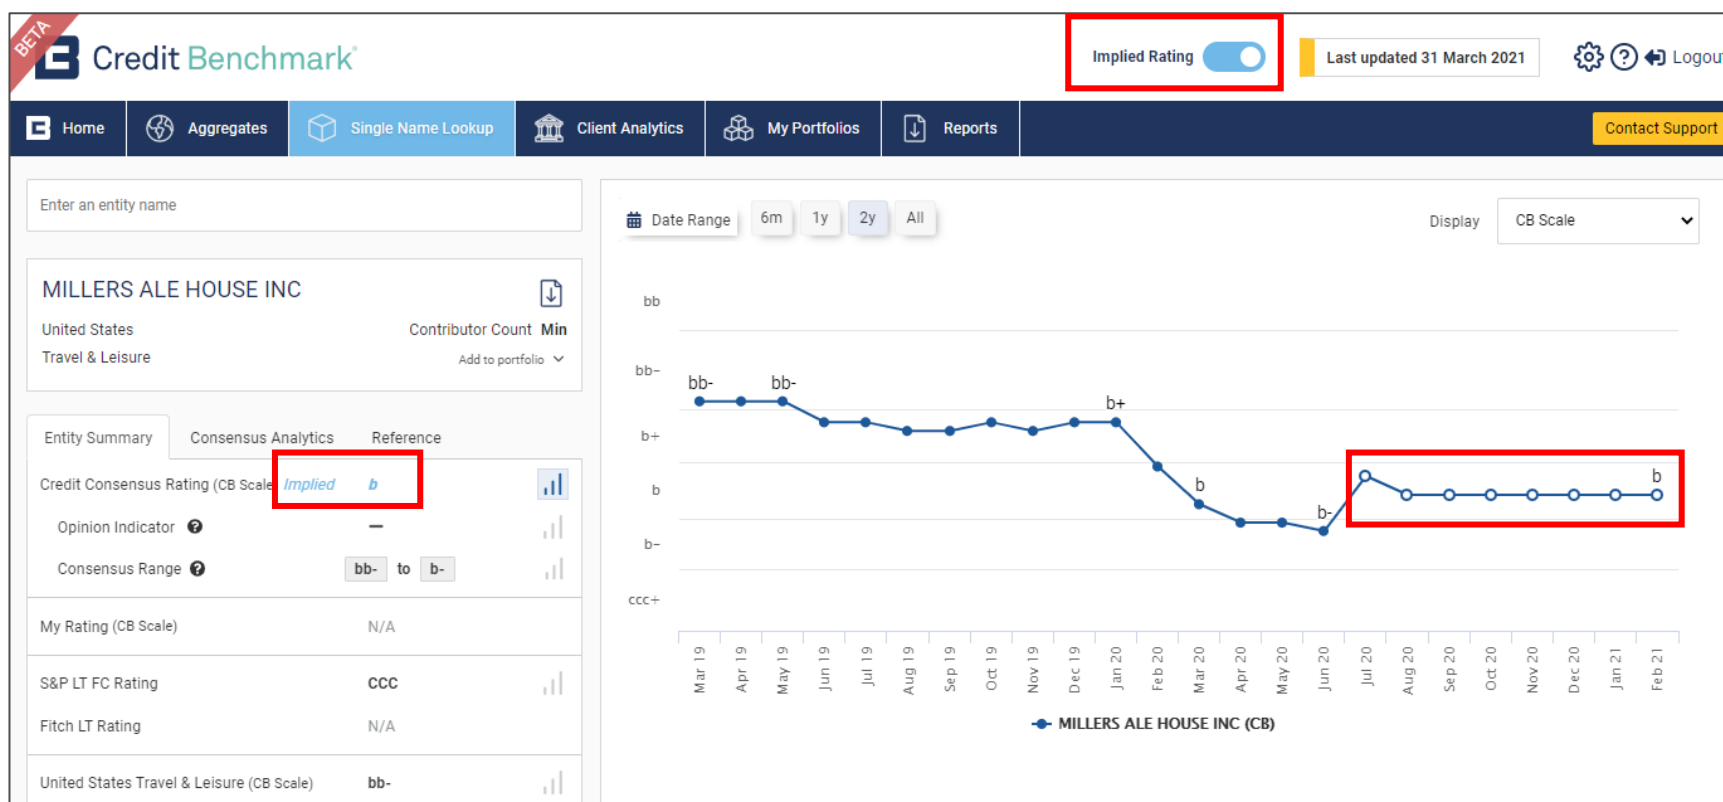 BETA
Credit Benchmark
Implied Rating
Last updated 31 March 2021
Logout
Home
Aggregates
Single Name Lookup
Client Analytics
My Portfolios
Reports
Contact Support
Enter an entity name
MILLERS ALE HOUSE INC
United States
Contributor Count Min
Travel & Leisure
Add to portfolio
Entity Summary
Consensus Analytics
Reference
Credit Consensus Rating (CB Scale Implied b
Opinion Indicator ? –
Consensus Range ? bb- to b-
My Rating (CB Scale) N/A
S&P LT FC Rating CCC
Fitch LT Rating N/A
United States Travel & Leisure (CB Scale) bb-
Date Range 6m 1y 2y All
Display CB Scale
bb
bb-
b+
b
b-
ccc+
bb-
bb-
b+
b
b-
b
Mar 19
Apr 19
May 19
Jun 19
Jul 19
Aug 19
Sep 19
Oct 19
Nov 19
Dec 19
Jan 20
Feb 20
Mar 20
Apr 20
May 20
Jun 20
Jul 20
Aug 20
Sep 20
Oct 20
Nov 20
Dec 20
Jan 21
Feb 21
MILLERS ALE HOUSE INC (CB)